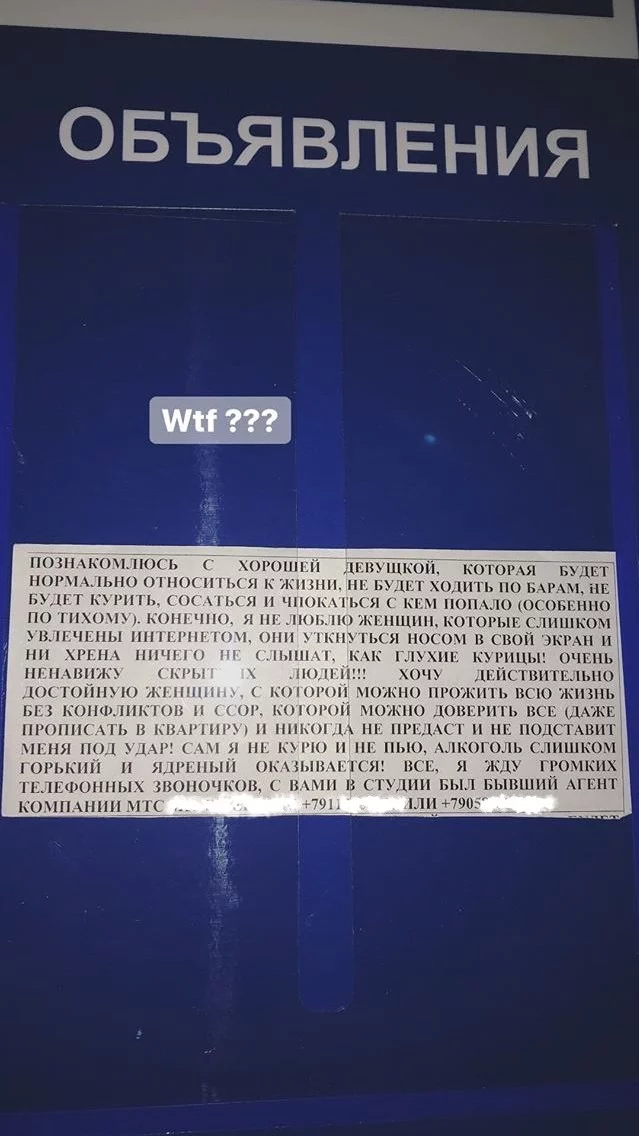 ОБЪЯВЛЕНИЯ
Wtf ???
ПОЗНАКОМЛЮСЬ С ХОРОШЕЙ ДЕВУЩКОЙ, КОТОРАЯ БУДЕТ
НОРМАЛЬНО ОТНОСИТЬСЯ К ЖИЗНИ, НЕ БУДЕТ ХОДИТЬ ПО БАРАМ, НЕ
БУДЕТ КУРИТЬ, СОСАТЬСЯ И ЧПОКАТЬСЯ С КЕМ ПОПАЛО (ОСОБЕННО
ПО ТИХОМУ). КОНЕЧНО, Я НЕ ЛЮБЛЮ ЖЕНЩИН, КОТОРЫЕ СЛИШКОМ
УВЛЕЧЕНЫ ИНТЕРНЕТОМ, ОНИ УТКНУТЬСЯ НОСОМ В СВОЙ ЭКРАН И
НИ ХРЕНА НИЧЕГО НЕ СЛЫШАТ, КАК ГЛУХИЕ КУРИЦЫ! ОЧЕНЬ
НЕНАВИЖУ ЛЮДЕЙ!!! ХОЧУ ДЕЙСТВИТЕЛЬНО
ДОСТОЙНУЮ ЖЕНЩИНУ, С КОТОРОЙ МОЖНО ПРОЖИТЬ ВСЮ ЖИЗНЬ
БЕЗ КОНФЛИКТОВ И ССОР, КОТОРОЙ МОЖНО ДОВЕРИТЬ ВСЕ (ДАЖЕ
ПРОПИСАТЬ В КВАРТИРУ) И НИКОГДА НЕ ПРЕДАСТ И НЕ ПОДСТАВИТ
МЕНЯ ПОД УДАР! САМ Я НЕ КУРЮ И НЕ ПЬЮ, АЛКОГОЛЬ СЛИШКОМ
ГОРЬКИЙ И ЯДРЕНЫЙ ОКАЗЫВАЕТЬСЯ! ВСЕ, Я ЖДУ ГРОМКИХ
ТЕЛЕФОННЫХ ЗВОНОЧКОВ, С ВАМИ В СТУДИИ БЫЛ БЫВШИЙ АГЕНТ
КОМПАНИИ МТС +7911 ИЛИ +7905